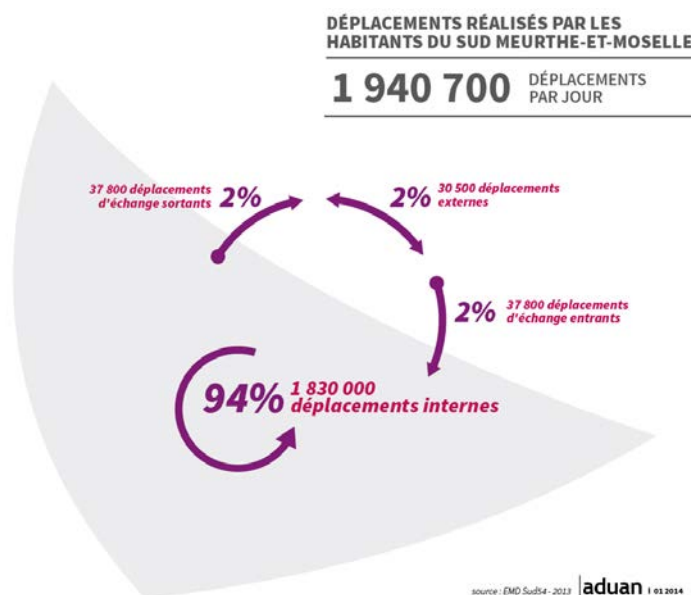 DÉPLACEMENTS RÉALISÉS PAR LES
HABITANTS DU SUD MEURTHE-ET-MOSELLE
1 940 700 DÉPLACEMENTS
PAR JOUR
37 800 déplacements
d'échange sortants 2%
2% 30 500 déplacements
externes
2% 37 800 déplacements
d'échange entrants
94% 1 830 000
déplacements internes
source : EMD Sud54 - 2013 aduan | 01 2014